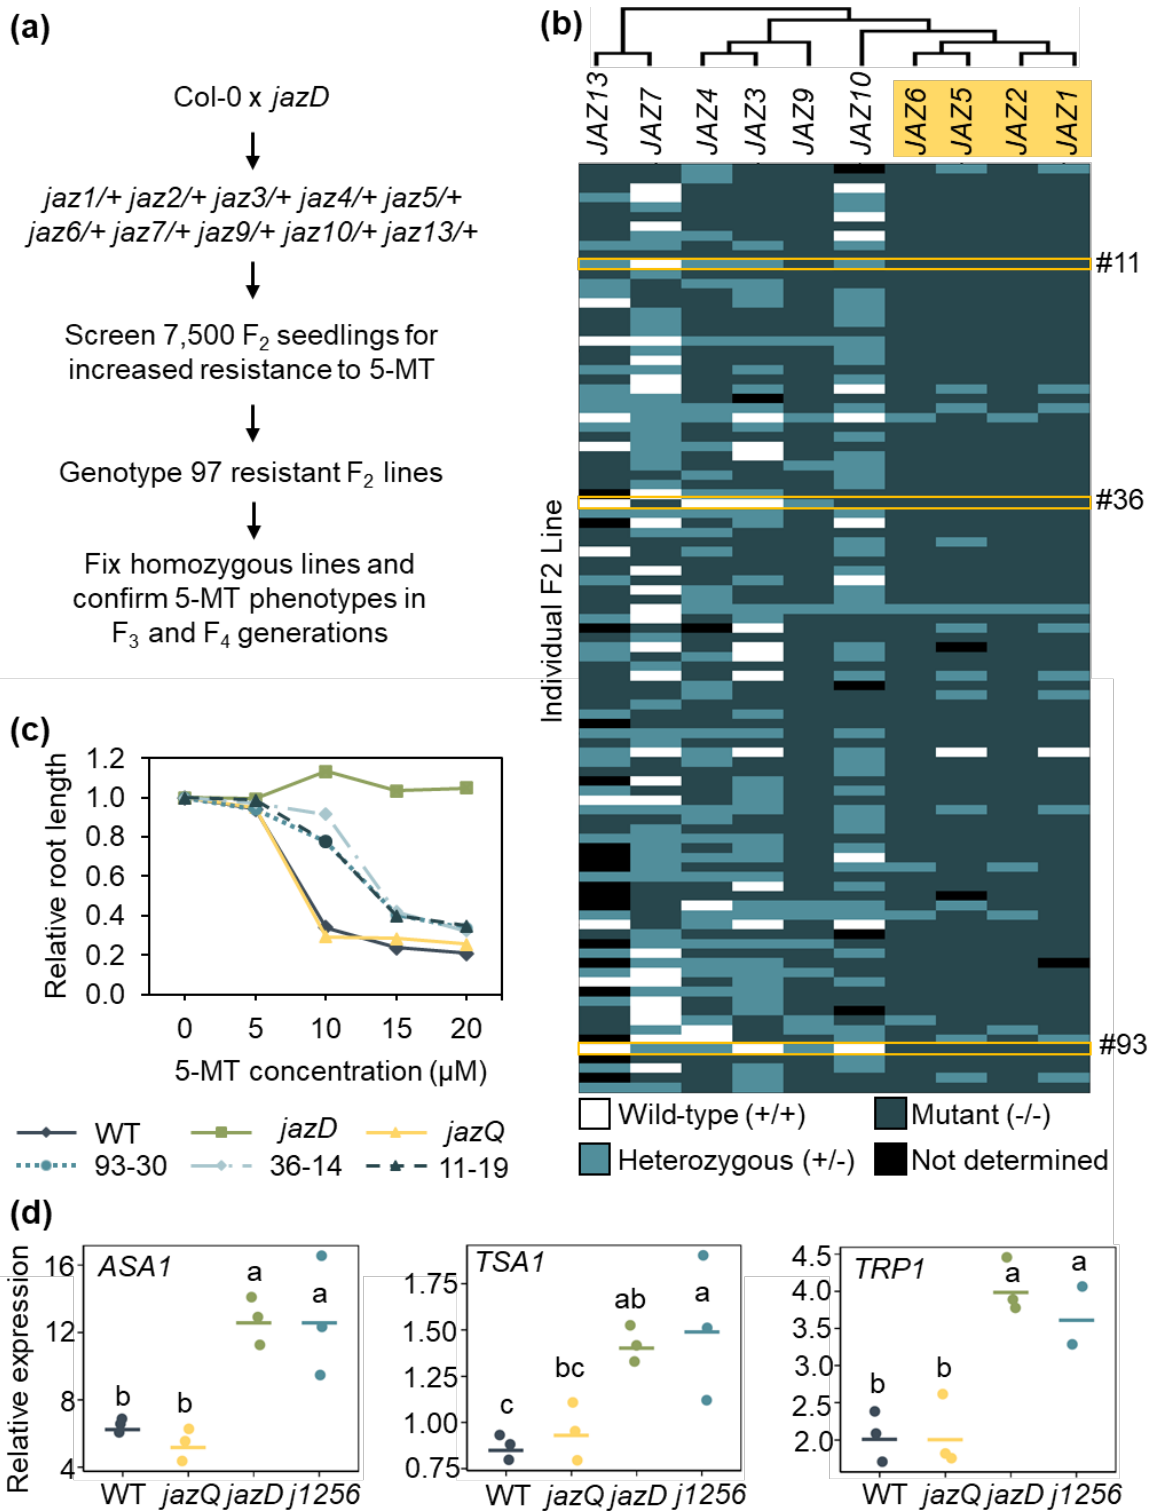 (a)
Col-0 x jazD
jaz1/+ jaz2/+ jaz3/+ jaz4/+ jaz5/+
jaz6/+ jaz7/+ jaz9/+ jaz10/+ jaz13/+
Screen 7,500 F2 seedlings for
increased resistance to 5-MT
Genotype 97 resistant F2 lines
Fix homozygous lines and
confirm 5-MT phenotypes in
F3 and F4 generations
(b)
JAZ13
JAZ7
JAZ4
JAZ3
JAZ9
JAZ10
JAZ6
JAZ5
JAZ2
JAZ1
#11
#36
#93
Individual F2 Line
Wild-type (+/+)
Mutant (-/-)
Heterozygous (+/-)
Not determined
(c)
Relative root length
1.2
1.0
0.8
0.6
0.4
0.2
0.0
0 5 10 15 20
5-MT concentration (µM)
WT jazD jazQ
93-30 36-14 11-19
(d)
Relative expression
ASA1
16
12
8
4
b b a a
WT jazQ jazD j1256
TSA1
1.75
1.50
1.25
1.00
0.75
c bc ab a
WT jazQ jazD j1256
TRP1
4.5
4.0
3.5
3.0
2.5
2.0
b b a a
WT jazQ jazD j1256